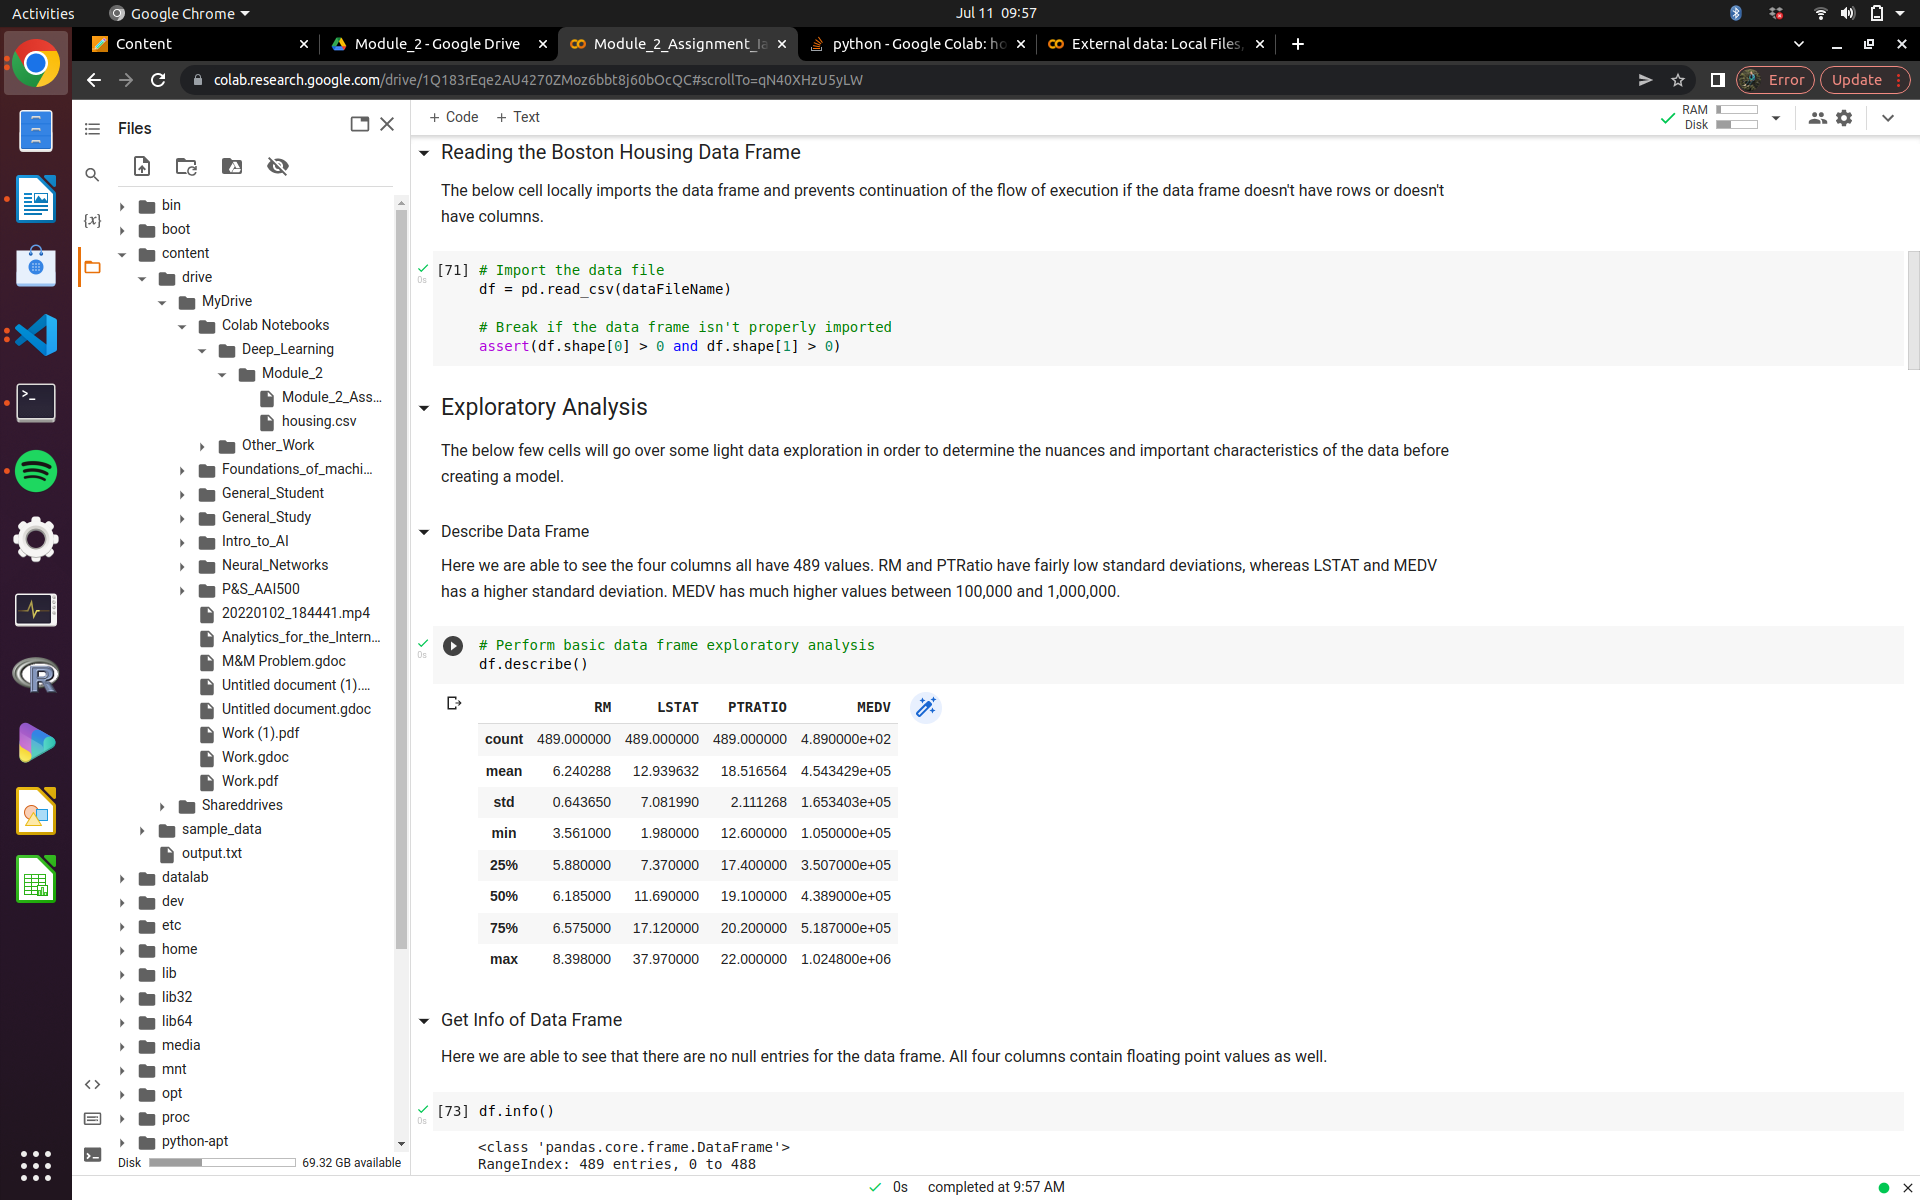 Activities
Google Chrome
Jul 11 09:57
Content
Module_2 - Google Drive
Module_2_Assignment_Ia
python - Google Colab: ho
External data: Local Files,
colab.research.google.com/drive/1Q183rEqe2AU4270ZMoz6bbt8j60bOcQC#scrollTo=qN40XHzU5yLW
Error
Update
Files
+ Code
+ Text
RAM
Disk
{x}
bin
boot
content
drive
MyDrive
Colab Notebooks
Deep_Learning
Module_2
Module_2_Ass...
housing.csv
Other_Work
Foundations_of_machi...
General_Student
General_Study
Intro_to_AI
Neural_Networks
P&S_AAI500
20220102_184441.mp4
Analytics_for_the_Intern...
M&M Problem.gdoc
Untitled document (1)....
Untitled document.gdoc
Work (1).pdf
Work.gdoc
Work.pdf
Shareddrives
sample_data
output.txt
datalab
dev
etc
home
lib
lib32
lib64
media
mnt
opt
proc
python-apt
Disk
69.32 GB available
Reading the Boston Housing Data Frame
The below cell locally imports the data frame and prevents continuation of the flow of execution if the data frame doesn't have rows or doesn't
have columns.
0s
[71] # Import the data file
df = pd.read_csv(dataFileName)
# Break if the data frame isn't properly imported
assert(df.shape[0] > 0 and df.shape[1] > 0)
Exploratory Analysis
The below few cells will go over some light data exploration in order to determine the nuances and important characteristics of the data before
creating a model.
Describe Data Frame
Here we are able to see the four columns all have 489 values. RM and PTRatio have fairly low standard deviations, whereas LSTAT and MEDV
has a higher standard deviation. MEDV has much higher values between 100,000 and 1,000,000.
0s
# Perform basic data frame exploratory analysis
df.describe()
RM LSTAT PTRATIO MEDV
count 489.000000 489.000000 489.000000 4.890000e+02
mean 6.240288 12.939632 18.516564 4.543429e+05
std 0.643650 7.081990 2.111268 1.653403e+05
min 3.561000 1.980000 12.600000 1.050000e+05
25% 5.880000 7.370000 17.400000 3.507000e+05
50% 6.185000 11.690000 19.100000 4.389000e+05
75% 6.575000 17.120000 20.200000 5.187000e+05
max 8.398000 37.970000 22.000000 1.024800e+06
Get Info of Data Frame
Here we are able to see that there are no null entries for the data frame. All four columns contain floating point values as well.
0s
[73] df.info()
<class 'pandas.core.frame.DataFrame'>
RangeIndex: 489 entries, 0 to 488
0s completed at 9:57 AM